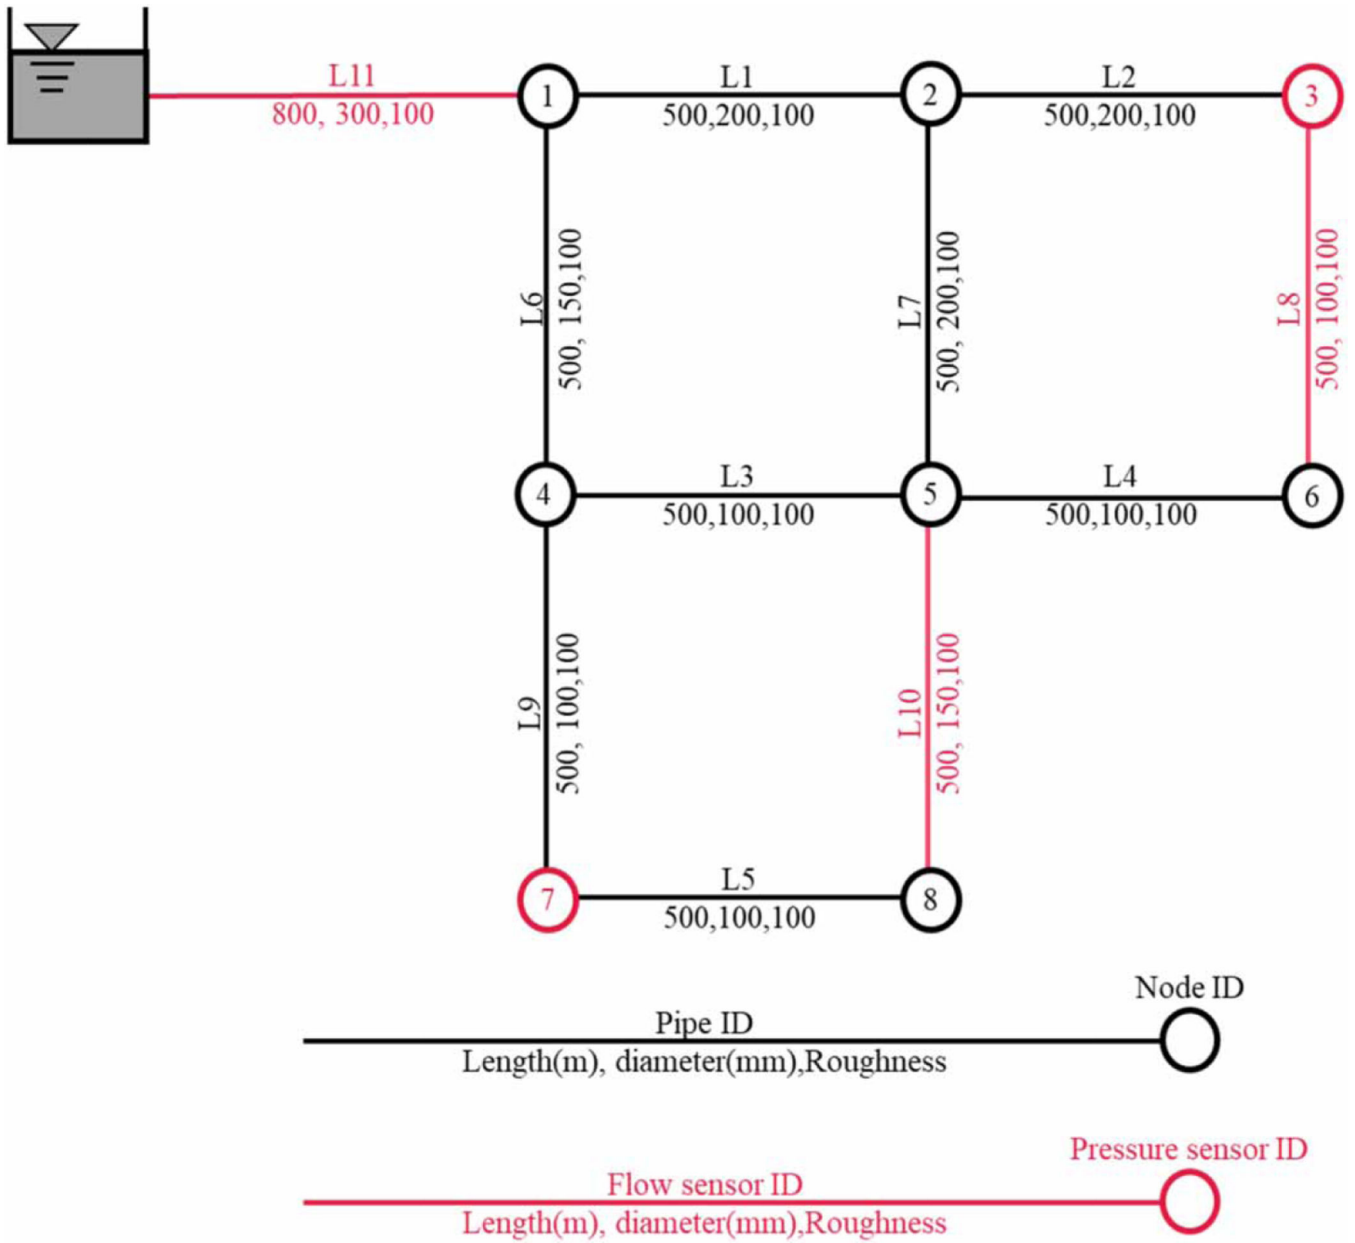 L11
800, 300,100
1
L1
500,200,100
2
L2
500,200,100
3
L6
500, 150,100
L7
500, 200,100
L8
500, 100,100
4
L3
500,100,100
5
L4
500,100,100
6
L9
500, 100,100
L10
500, 150,100
7
L5
500,100,100
8
Node ID
Pipe ID
Length(m), diameter(mm),Roughness
Pressure sensor ID
Flow sensor ID
Length(m), diameter(mm),Roughness